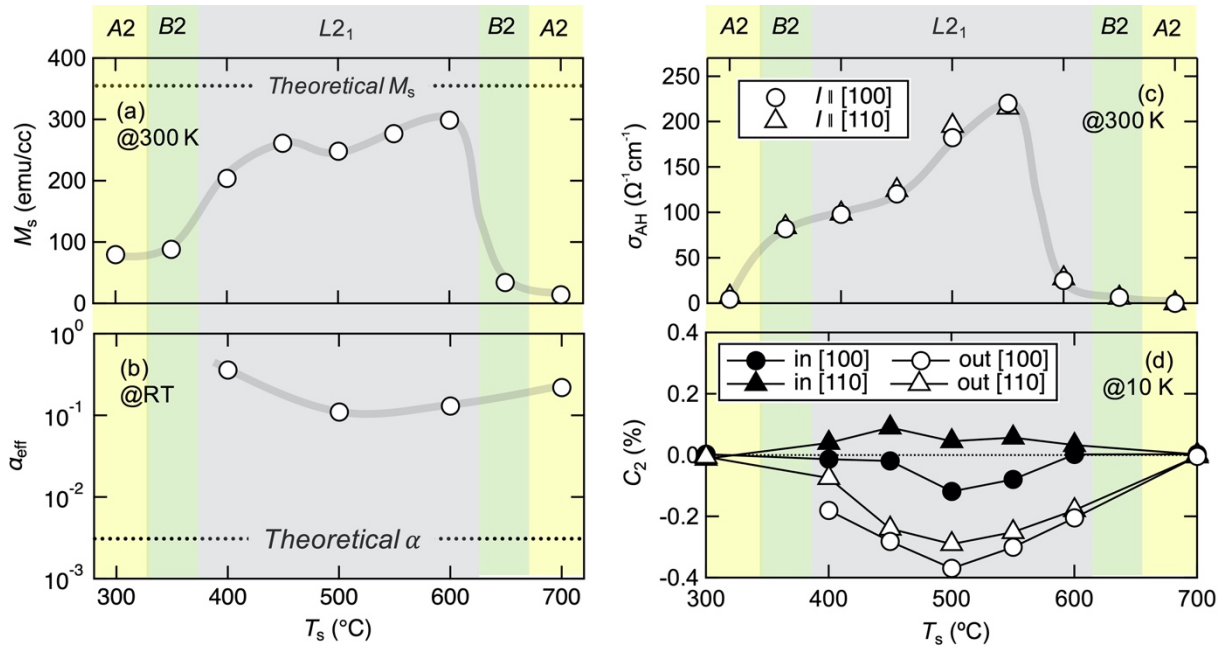 A2 B2 L2₁ B2 A2
400
Theoretical Mₛ
(a)
@300 K
300
200
100
0
Mₛ (emu/cc)
10⁰
(b)
@RT
10⁻¹
10⁻²
Theoretical α
10⁻³
α_eff
300 400 500 600 700
Tₛ (°C)
A2 B2 L2₁ B2 A2
250
I ∥ [100]
I ∥ [110]
(c)
@300 K
200
150
100
50
0
σ_AH (Ω⁻¹cm⁻¹)
0.4
in [100] out [100]
in [110] out [110]
(d)
@10 K
0.2
0.0
-0.2
-0.4
C₂ (%)
300 400 500 600 700
Tₛ (ºC)